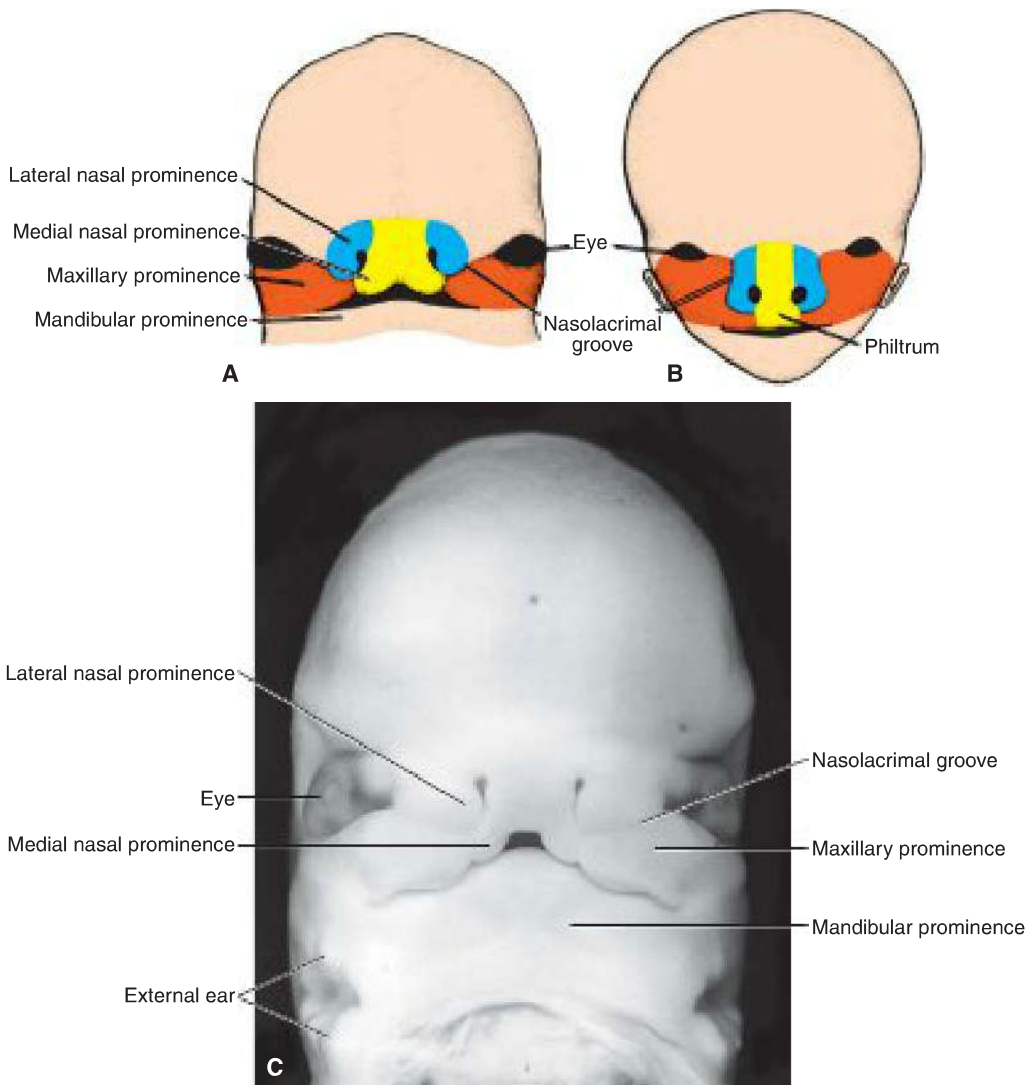 Lateral nasal prominence
Medial nasal prominence
Maxillary prominence
Mandibular prominence
Eye
Nasolacrimal
groove
Philtrum
A
B
Lateral nasal prominence
Eye
Medial nasal prominence
External ear
Nasolacrimal groove
Maxillary prominence
Mandibular prominence
C